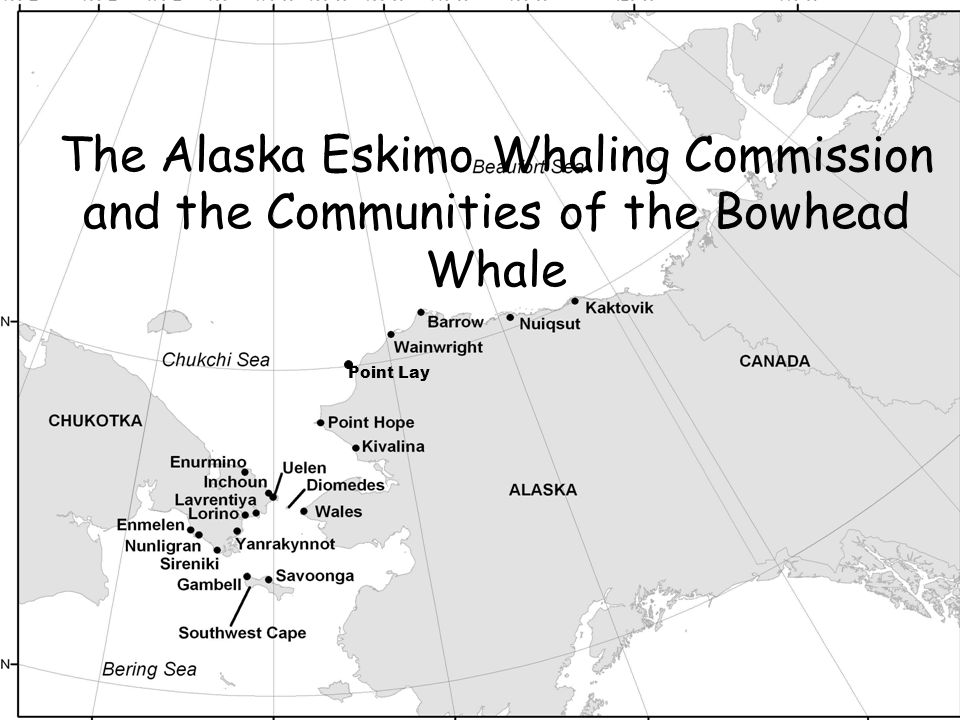 The Alaska Eskimo Whaling Commission
and the Communities of the Bowhead
Whale
Beaufort Sea
Kaktovik
Barrow
Nuiqsut
Wainwright
Chukchi Sea
CANADA
Point Lay
CHUKOTKA
Point Hope
Kivalina
Enurmino
Uelen
Inchoun
Diomedes
ALASKA
Lavrentiya
Lorino
Wales
Enmelen
Nunligran
Yanrakynnot
Sireniki
Gambell
Savoonga
Southwest Cape
Bering Sea
N
N